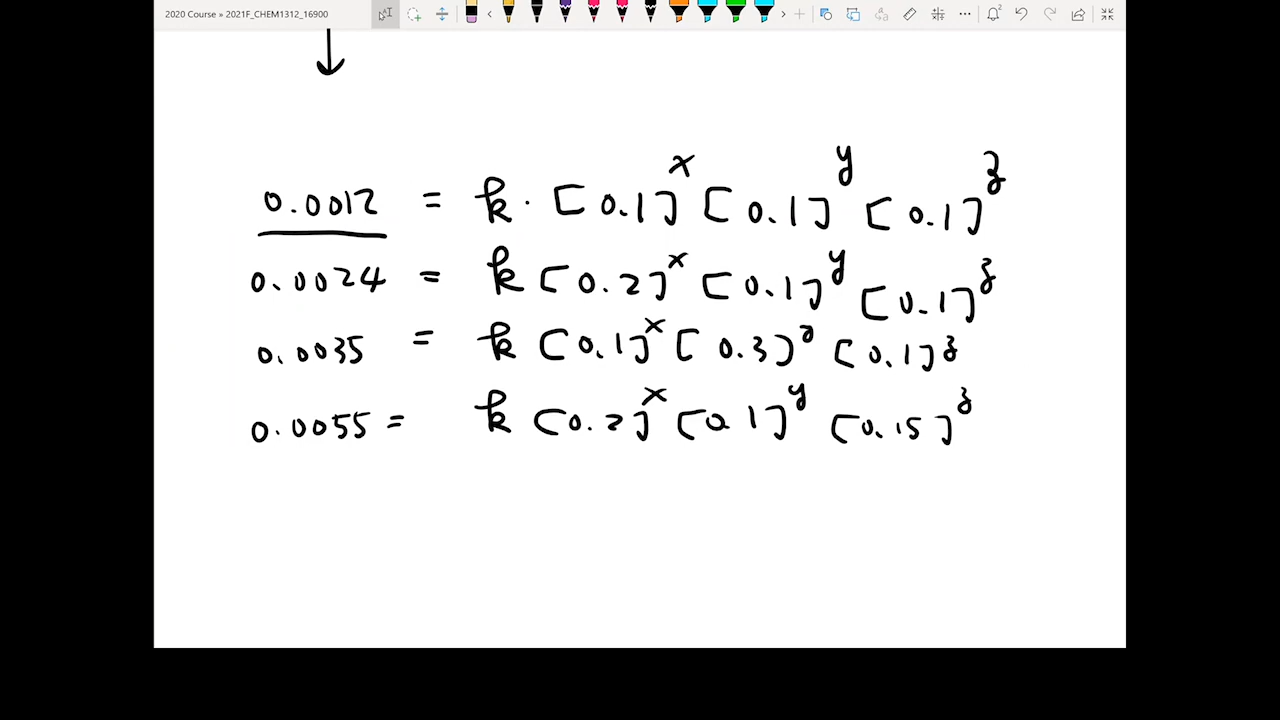 2020 Course » 2021F_CHEM1312_16900
0.0012 = k · [0.1]^x [0.1]^y [0.1]^z
0.0024 = k [0.2]^x [0.1]^y [0.1]^z
0.0035 = k [0.1]^x [0.3]^y [0.1]^z
0.0055 = k [0.2]^x [0.1]^y [0.15]^z